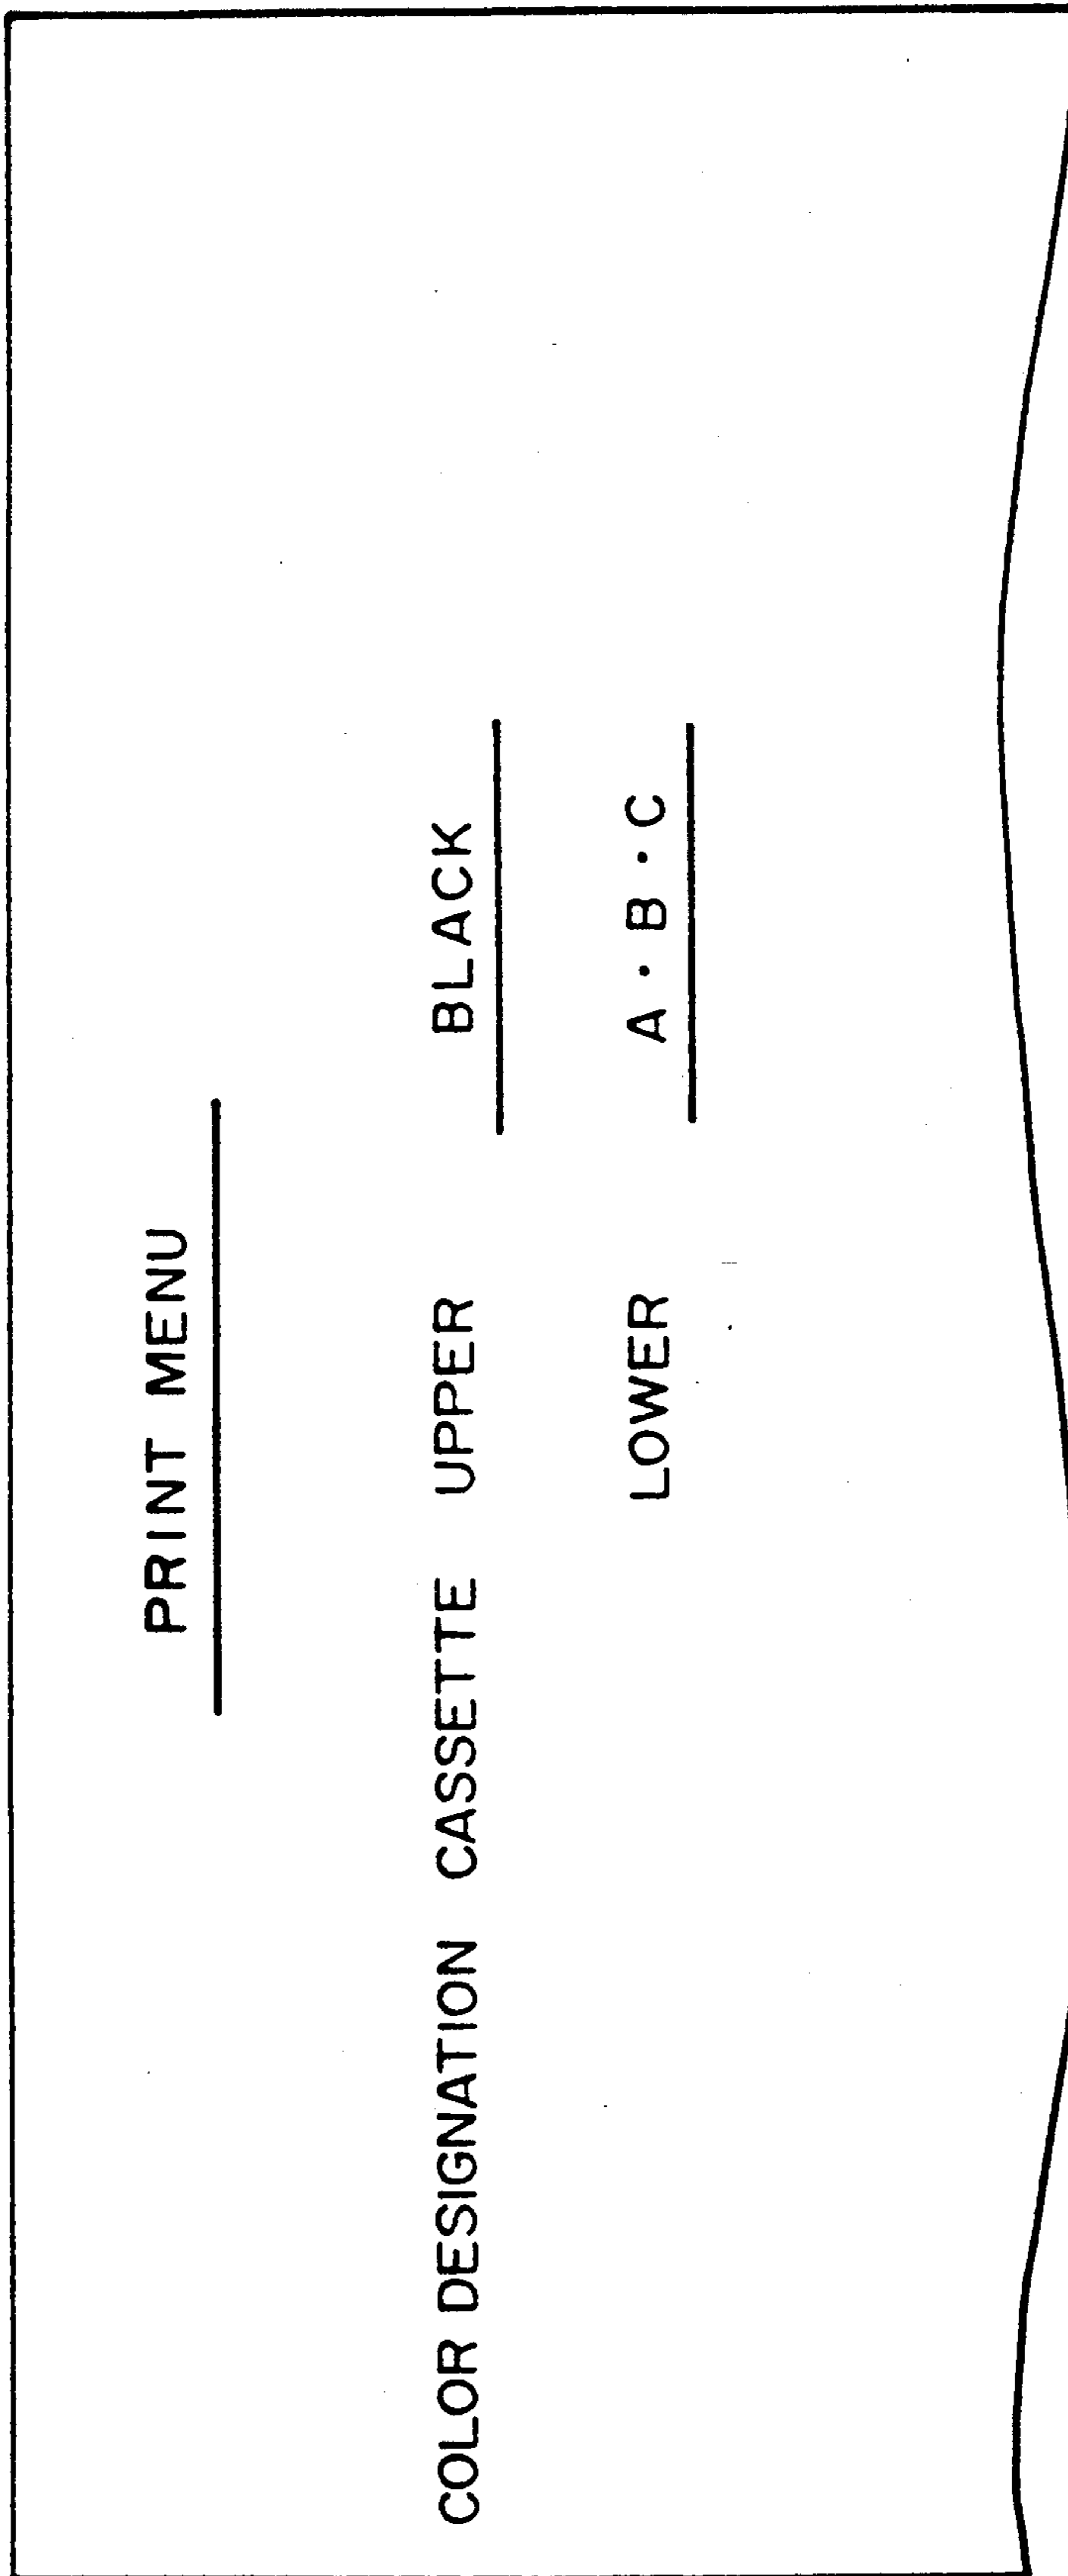 PRINT MENU
COLOR DESIGNATION CASSETTE UPPER BLACK
LOWER A・B・C